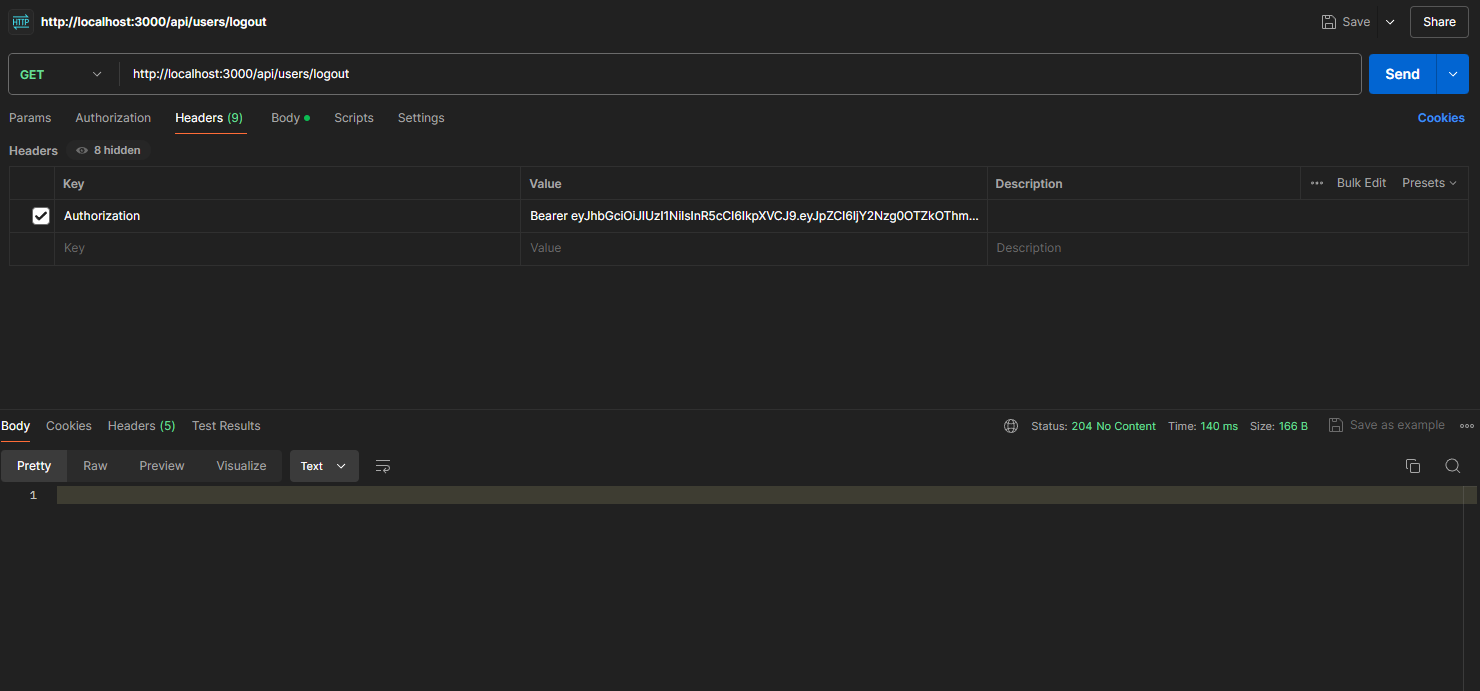 HTTP http://localhost:3000/api/users/logout Save Share
GET http://localhost:3000/api/users/logout Send
Params Authorization Headers (9) Body Scripts Settings Cookies
Headers 8 hidden
Key Value Description Bulk Edit Presets
Authorization Bearer eyJhbGciOiJIUzI1NiIsInR5cCI6IkpXVCJ9.eyJpZCI6IjY2Nzg0OTZkOThm...
Key Value Description
Body Cookies Headers (5) Test Results Status: 204 No Content Time: 140 ms Size: 166 B Save as example
Pretty Raw Preview Visualize Text
1